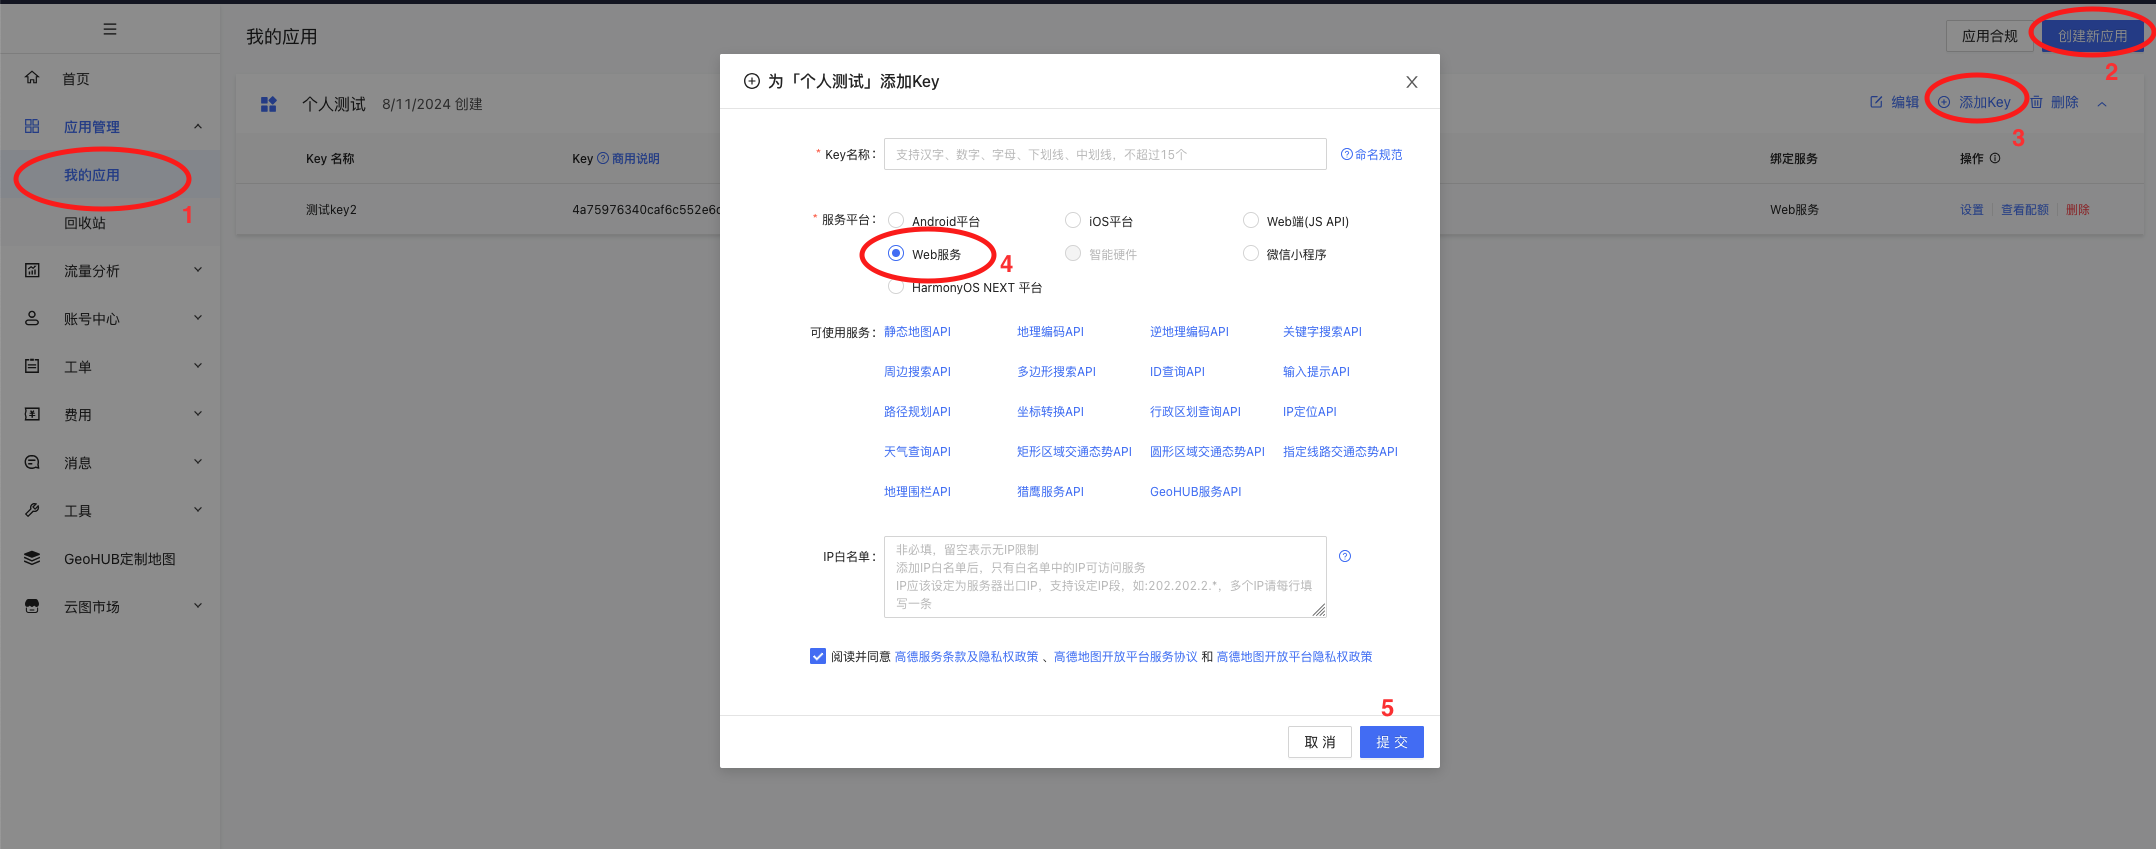 我的应用
应用合规
创建新应用
2
首页
应用管理
我的应用
1
回收站
流量分析
账号中心
工单
费用
消息
工具
GeoHUB定制地图
云图市场
个人测试
8/11/2024 创建
编辑
添加Key
删除
3
Key 名称
Key
商用说明
绑定服务
操作
测试key2
4a75976340caf6c552e6
Web服务
设置
查看配额
删除
为「个人测试」添加Key
* Key名称:
支持汉字、数字、字母、下划线、中划线，不超过15个
命名规范
* 服务平台:
Android平台
iOS平台
Web端(JS API)
Web服务
4
智能硬件
微信小程序
HarmonyOS NEXT 平台
可使用服务:
静态地图API
地理编码API
逆地理编码API
关键字搜索API
周边搜索API
多边形搜索API
ID查询API
输入提示API
路径规划API
坐标转换API
行政区划查询API
IP定位API
天气查询API
矩形区域交通态势API
圆形区域交通态势API
指定线路交通态势API
地理围栏API
猎鹰服务API
GeoHUB服务API
IP白名单:
非必填，留空表示无IP限制
添加IP白名单后，只有白名单中的IP可访问服务
IP应该设定为服务器出口IP，支持设定IP段，如:202.202.2.*，多个IP请每行填
写一条
阅读并同意 高德服务条款及隐私权政策 、高德地图开放平台服务协议 和 高德地图开放平台隐私权政策
5
取 消
提 交